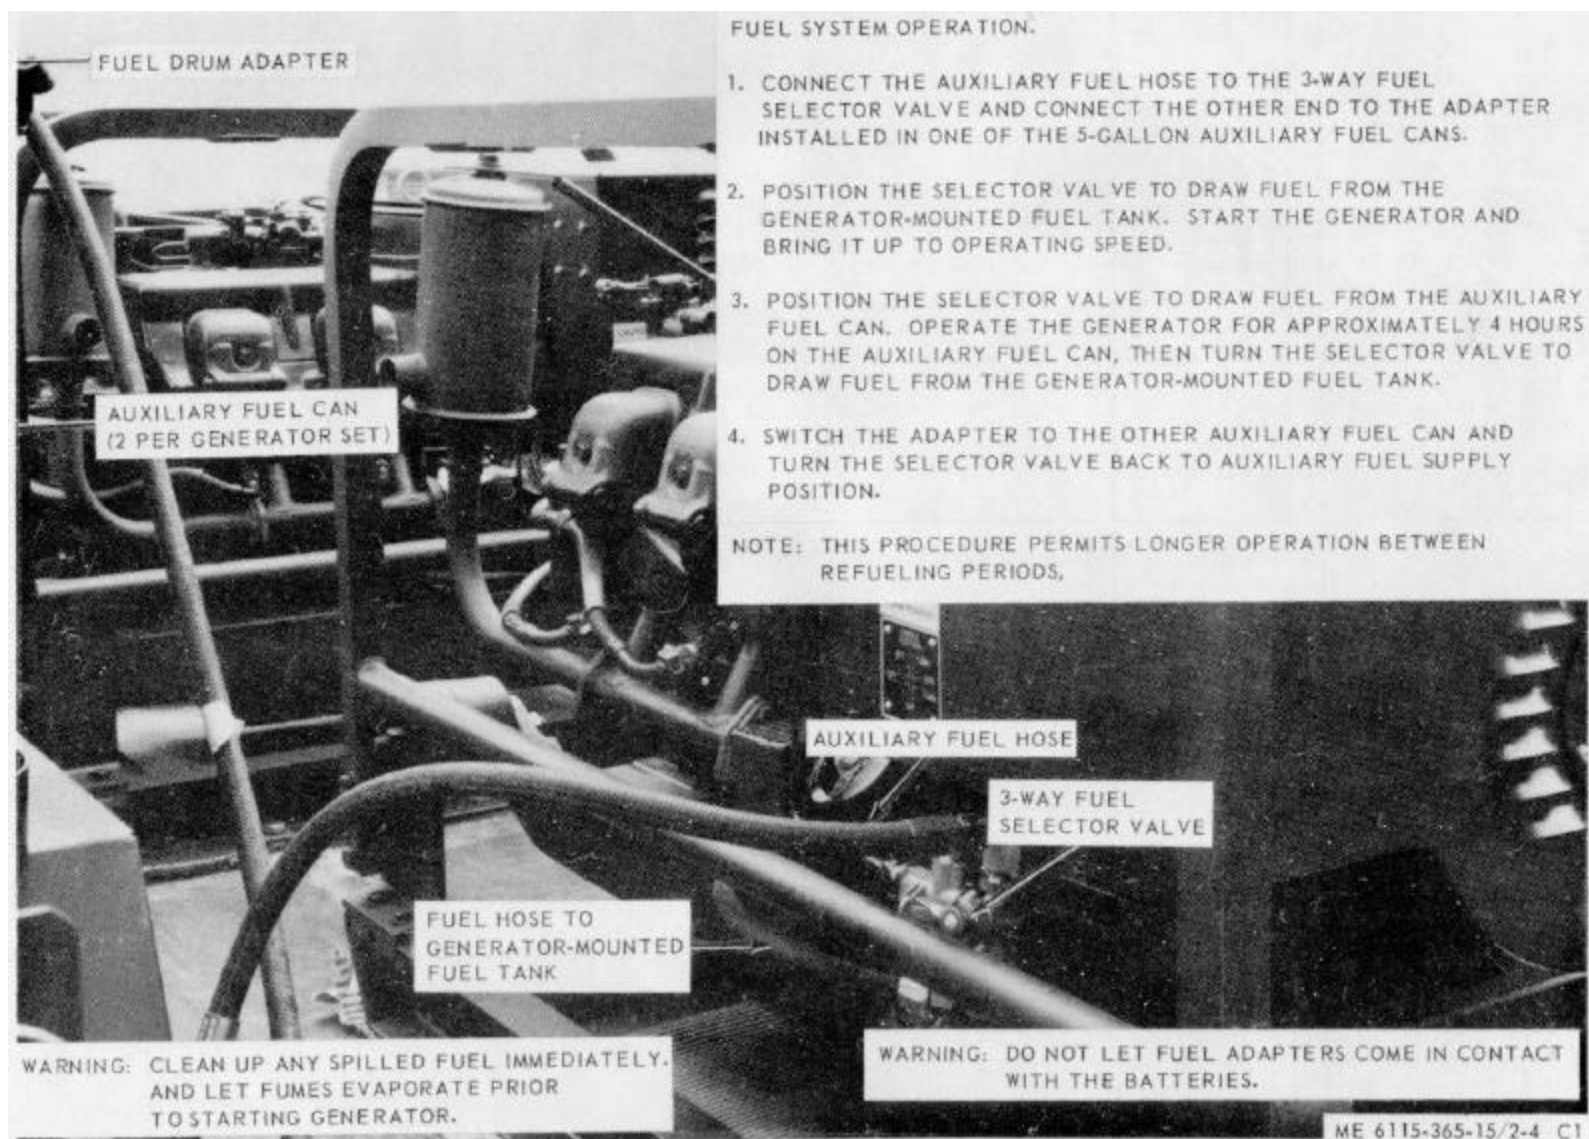 FUEL DRUM ADAPTER
FUEL SYSTEM OPERATION.
1. CONNECT THE AUXILIARY FUEL HOSE TO THE 3-WAY FUEL
SELECTOR VALVE AND CONNECT THE OTHER END TO THE ADAPTER
INSTALLED IN ONE OF THE 5-GALLON AUXILIARY FUEL CANS.
2. POSITION THE SELECTOR VALVE TO DRAW FUEL FROM THE
GENERATOR-MOUNTED FUEL TANK. START THE GENERATOR AND
BRING IT UP TO OPERATING SPEED.
3. POSITION THE SELECTOR VALVE TO DRAW FUEL FROM THE AUXILIARY
FUEL CAN. OPERATE THE GENERATOR FOR APPROXIMATELY 4 HOURS
ON THE AUXILIARY FUEL CAN, THEN TURN THE SELECTOR VALVE TO
DRAW FUEL FROM THE GENERATOR-MOUNTED FUEL TANK.
4. SWITCH THE ADAPTER TO THE OTHER AUXILIARY FUEL CAN AND
TURN THE SELECTOR VALVE BACK TO AUXILIARY FUEL SUPPLY
POSITION.
NOTE: THIS PROCEDURE PERMITS LONGER OPERATION BETWEEN
REFUELING PERIODS,
AUXILIARY FUEL CAN
(2 PER GENERATOR SET)
AUXILIARY FUEL HOSE
3-WAY FUEL
SELECTOR VALVE
FUEL HOSE TO
GENERATOR-MOUNTED
FUEL TANK
WARNING: CLEAN UP ANY SPILLED FUEL IMMEDIATELY.
AND LET FUMES EVAPORATE PRIOR
TO STARTING GENERATOR.
WARNING: DO NOT LET FUEL ADAPTERS COME IN CONTACT
WITH THE BATTERIES.
ME 6115-365-15/2-4 C1